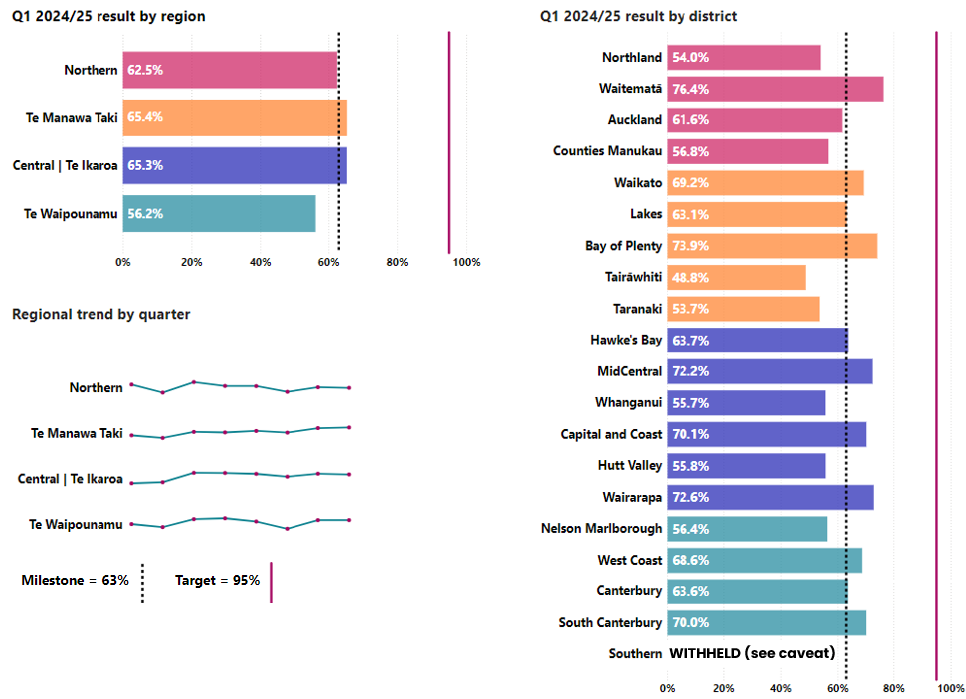 Q1 2024/25 result by region
Northern 62.5%
Te Manawa Taki 65.4%
Central | Te Ikaroa 65.3%
Te Waipounamu 56.2%
0% 20% 40% 60% 80% 100%
Regional trend by quarter
Northern
Te Manawa Taki
Central | Te Ikaroa
Te Waipounamu
Milestone = 63% Target = 95%
Q1 2024/25 result by district
Northland 54.0%
Waitematā 76.4%
Auckland 61.6%
Counties Manukau 56.8%
Waikato 69.2%
Lakes 63.1%
Bay of Plenty 73.9%
Tairāwhiti 48.8%
Taranaki 53.7%
Hawke's Bay 63.7%
MidCentral 72.2%
Whanganui 55.7%
Capital and Coast 70.1%
Hutt Valley 55.8%
Wairarapa 72.6%
Nelson Marlborough 56.4%
West Coast 68.6%
Canterbury 63.6%
South Canterbury 70.0%
Southern WITHHELD (see caveat)
0% 20% 40% 60% 80% 100%